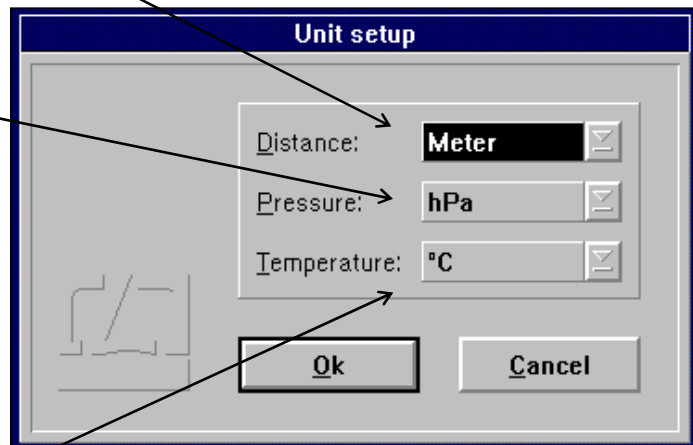 Unit setup
Distance: Meter
Pressure: hPa
Temperature: °C
Ok Cancel